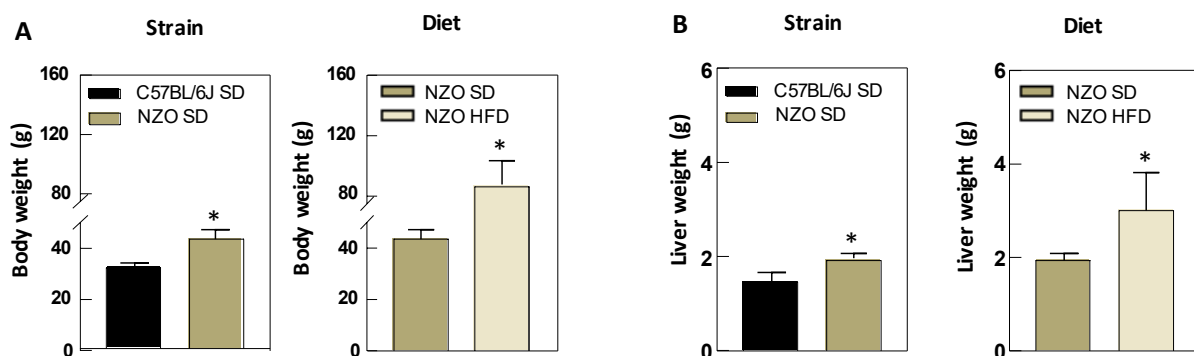 A
Strain
Body weight (g)
160
120
80
40
20
0
C57BL/6J SD
NZO SD
*
Diet
Body weight (g)
160
120
80
40
20
0
NZO SD
NZO HFD
*
B
Strain
Liver weight (g)
6
4
2
0
C57BL/6J SD
NZO SD
*
Diet
Liver weight (g)
6
4
2
0
NZO SD
NZO HFD
*